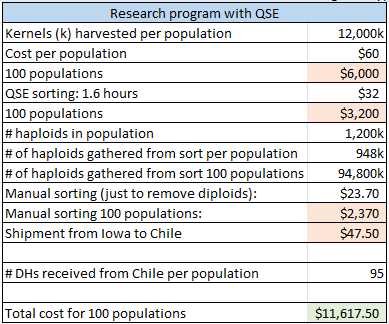 Research program with QSE
Kernels (k) harvested per population 12,000k
Cost per population $60
100 populations $6,000
QSE sorting: 1.6 hours $32
100 populations $3,200
# haploids in population 1,200k
# of haploids gathered from sort per population 948k
# of haploids gathered from sort 100 populations 94,800k
Manual sorting (just to remove diploids): $23.70
Manual sorting 100 populations: $2,370
Shipment from Iowa to Chile $47.50
# DHs received from Chile per population 95
Total cost for 100 populations $11,617.50